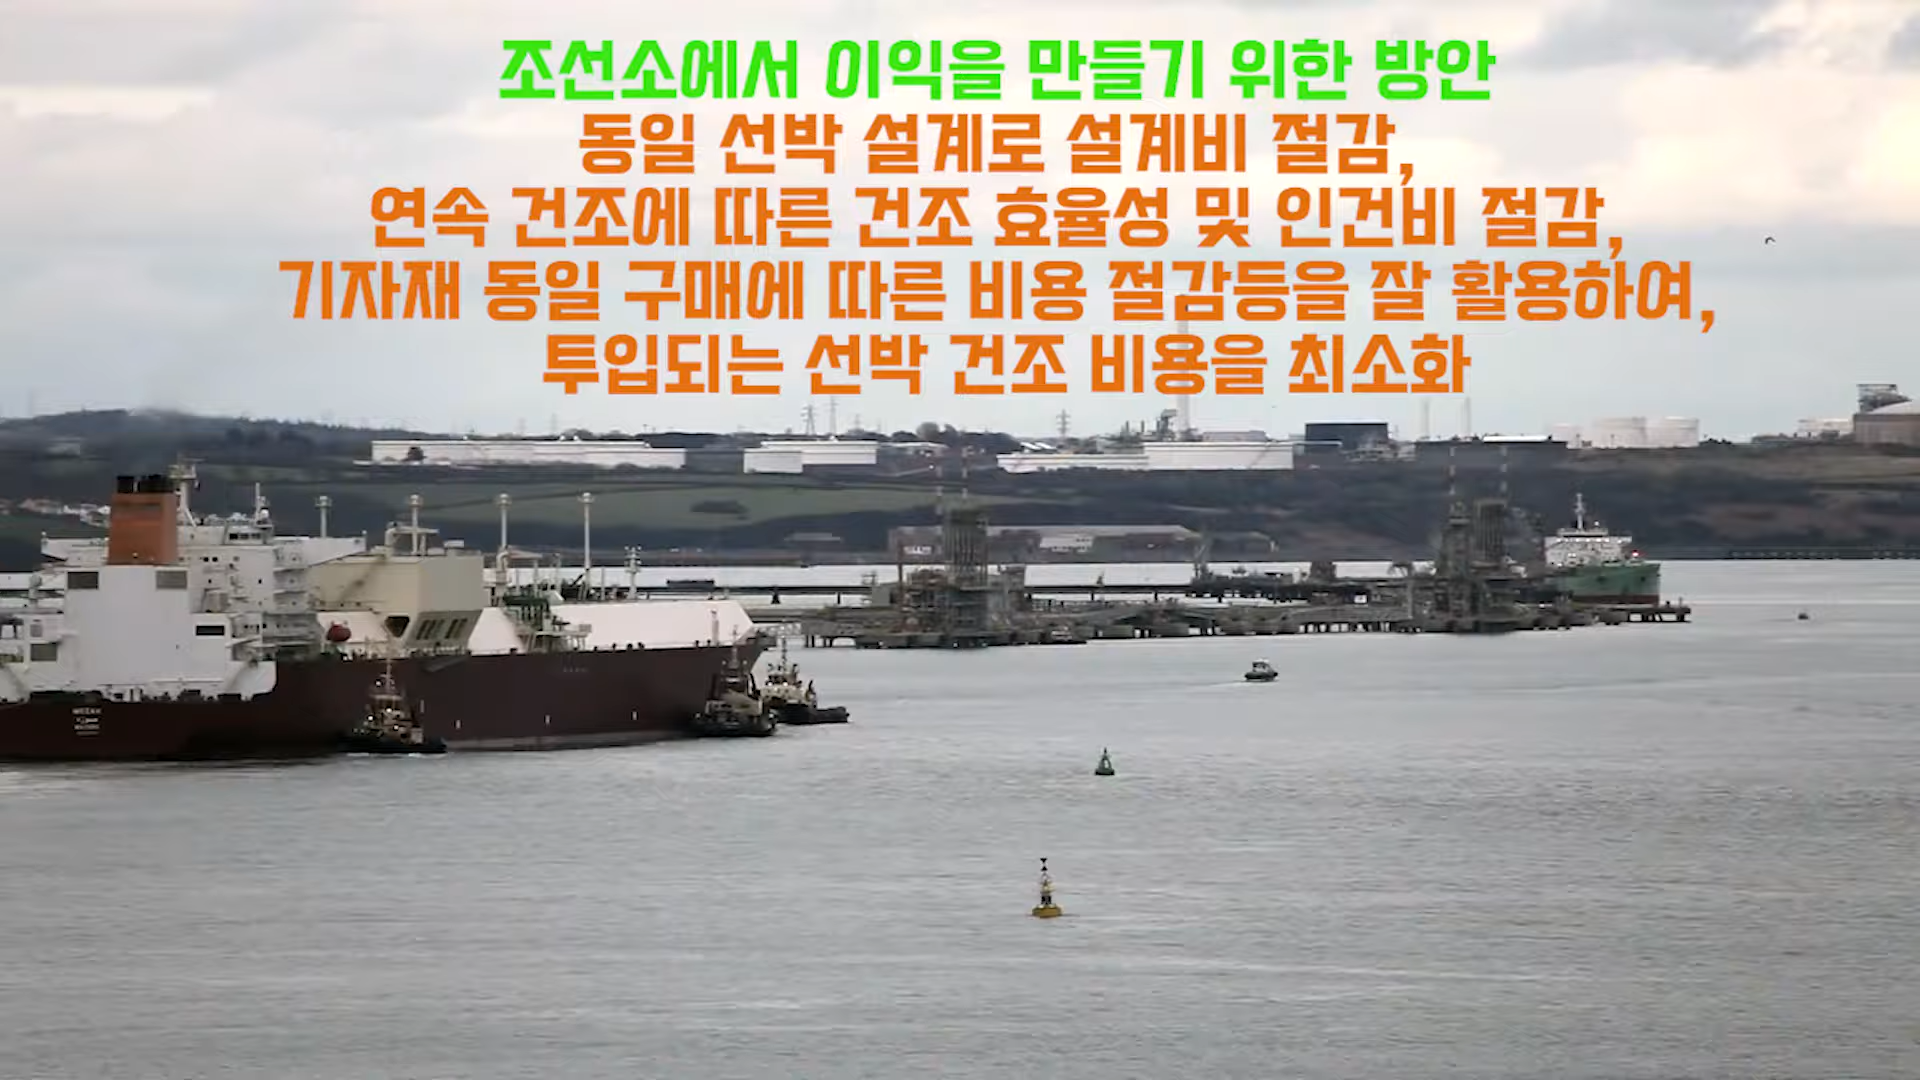 조선소에서 이익을 만들기 위한 방안
동일 선박 설계로 설계비 절감,
연속 건조에 따른 건조 효율성 및 인건비 절감,
기자재 동일 구매에 따른 비용 절감등을 잘 활용하여,
투입되는 선박 건조 비용을 최소화